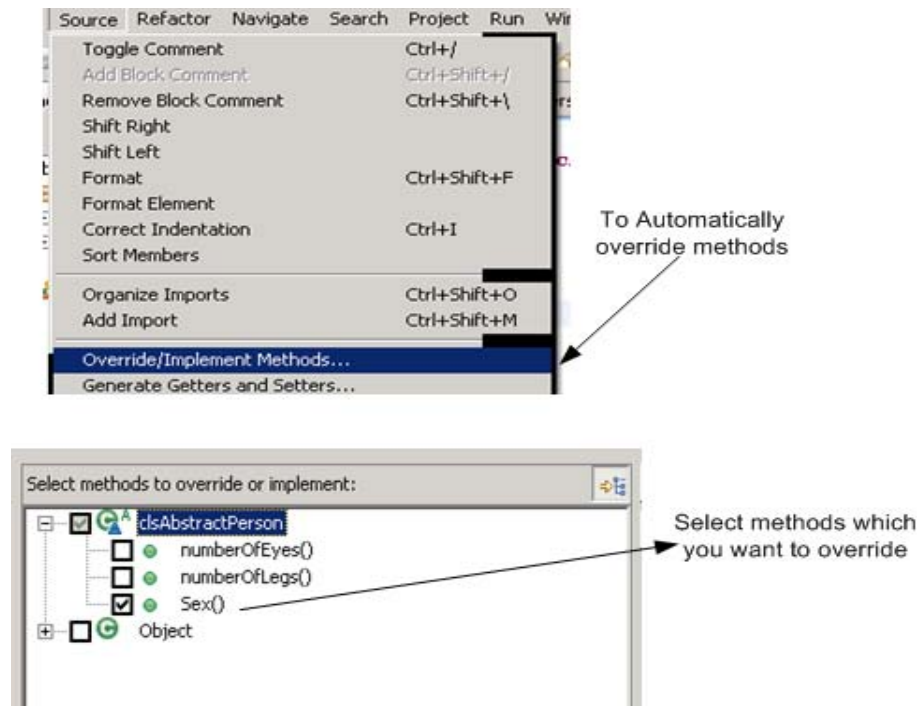 Source Refactor Navigate Search Project Run
Toggle Comment Ctrl+/
Add Block Comment Ctrl+Shift+/
Remove Block Comment Ctrl+Shift+\
Shift Right
Shift Left
Format Ctrl+Shift+F
Format Element
Correct Indentation Ctrl+I
Sort Members
Organize Imports Ctrl+Shift+O
Add Import Ctrl+Shift+M
Override/Implement Methods...
Generate Getters and Setters...
To Automatically
override methods
Select methods to override or implement:
clsAbstractPerson
numberOfEyes()
numberOfLegs()
Sex()
Object
Select methods which
you want to override